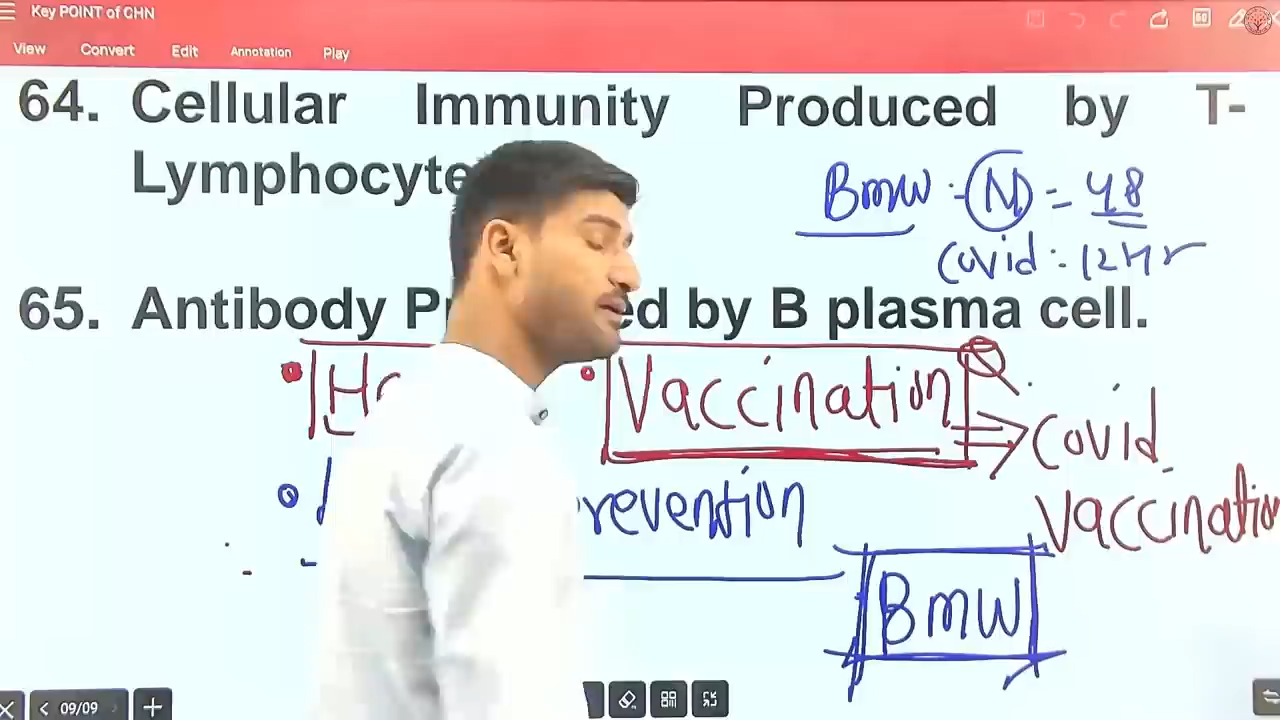 Key POINT of CHN
View Convert Edit Annotation Play
64. Cellular Immunity Produced by T-
Lymphocyte
BMW :- (N) = 48
Covid :- 12 Hr
65. Antibody P ed by B plasma cell.
Vaccination
Covid
Vaccination
revention
BMW
09/09